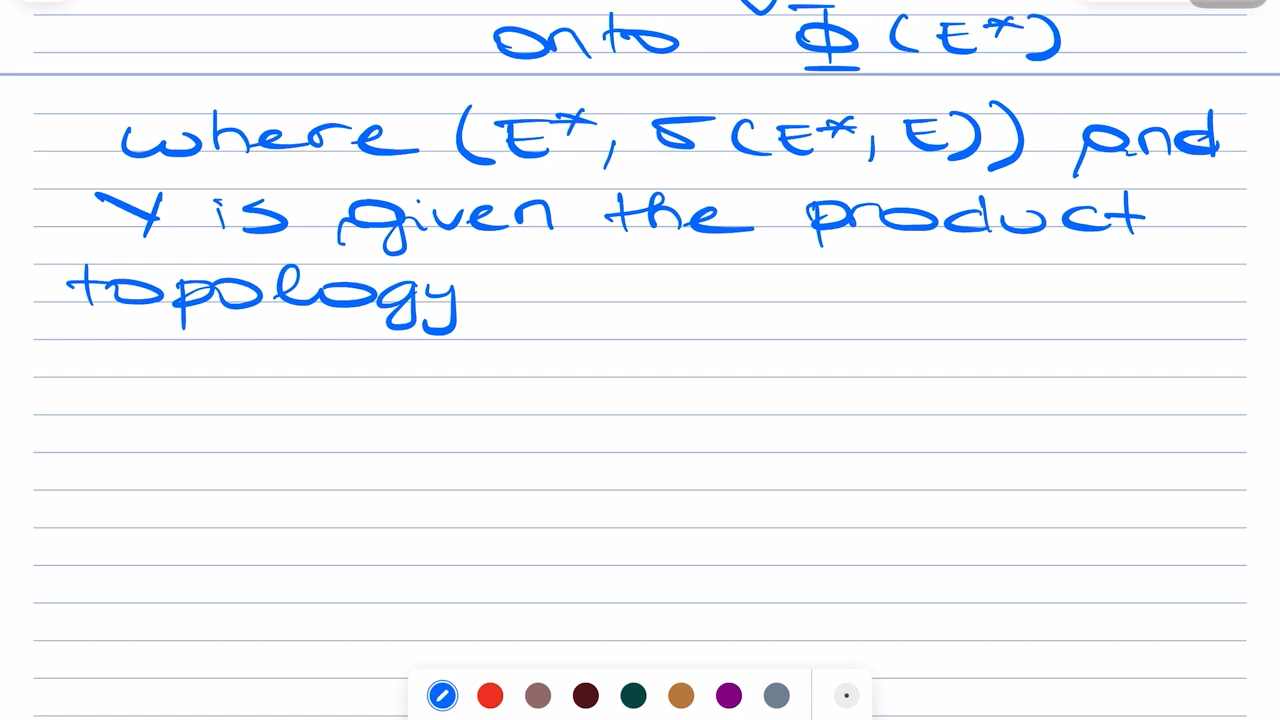 onto Φ(E*)
where (E*, σ(E*, E)) and
Y is given the product
topology